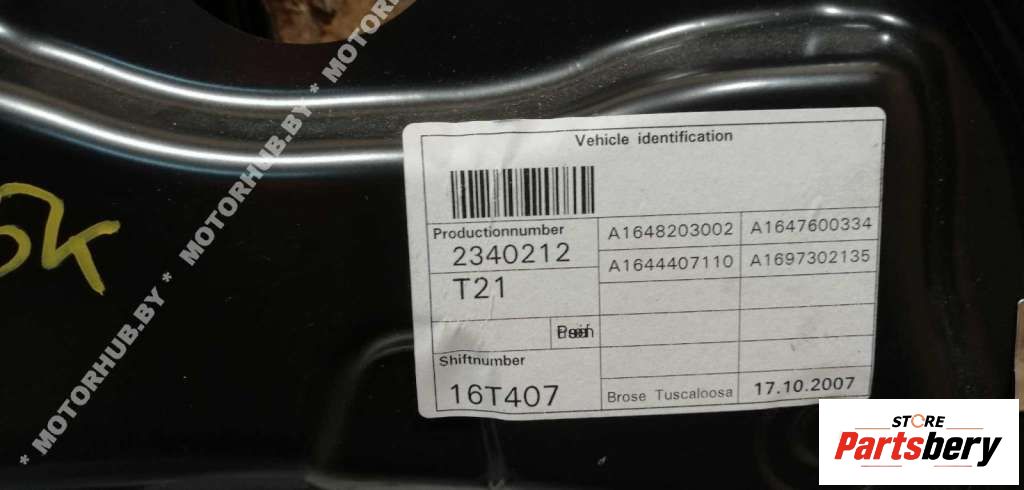 Vehicle identification
Productionnumber
2340212
T21
Shiftnumber
16T407
A1648203002 A1647600334
A1644407110 A1697302135
Brose Tuscaloosa 17.10.2007
* MOTORHUB.BY * MOTORHUB.BY * MOTORHUB.BY *
STORE
Partsbery